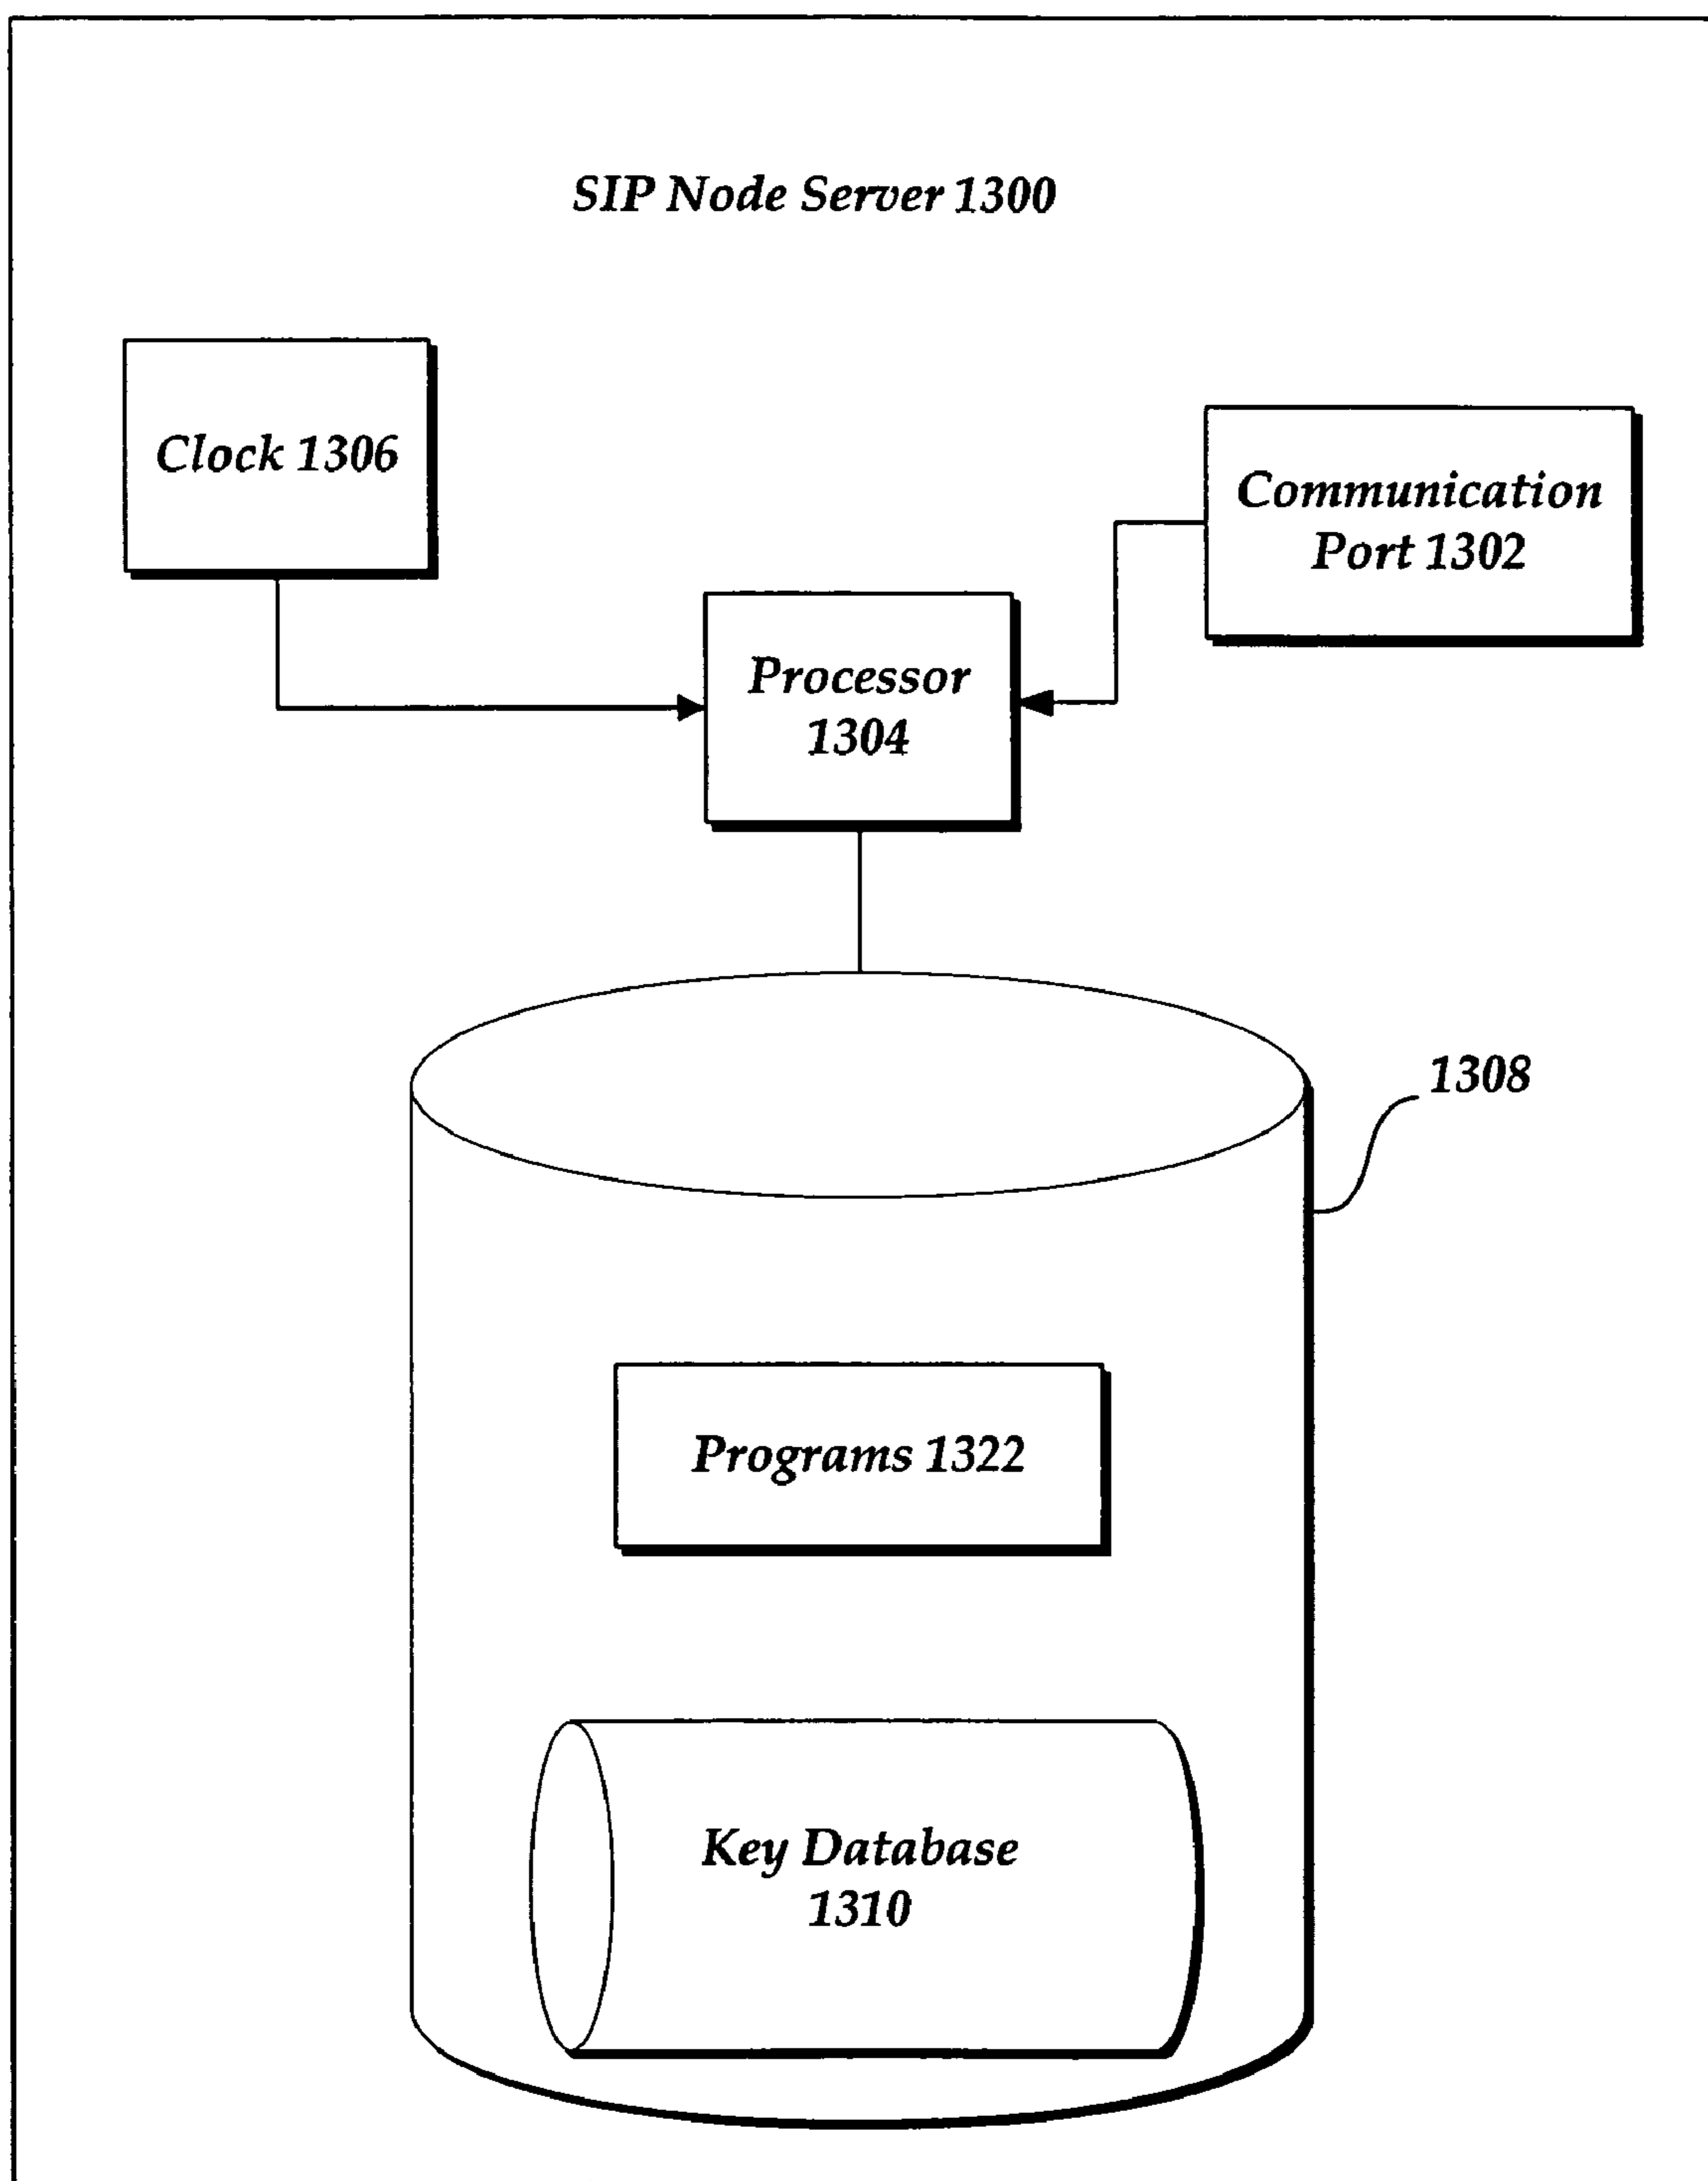 SIP Node Server 1300
Clock 1306
Communication
Port 1302
Processor
1304
1308
Programs 1322
Key Database
1310